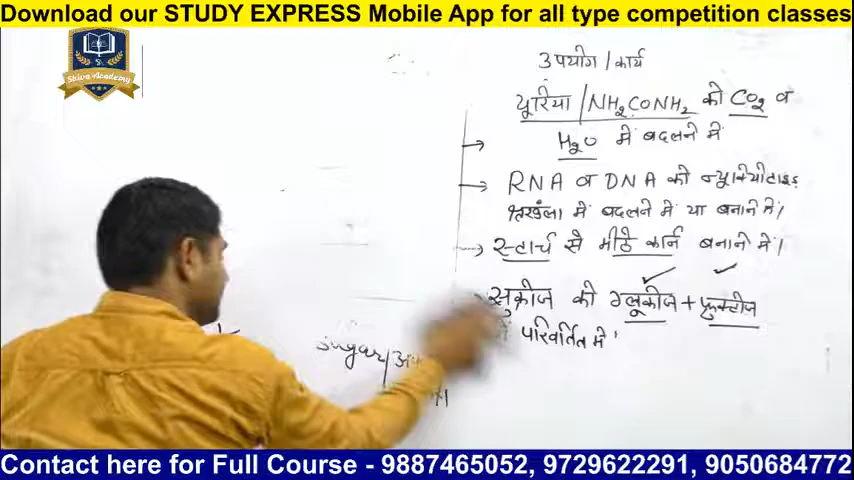 Download our STUDY EXPRESS Mobile App for all type competition classes
Shiva Academy
उपयोग/कार्य
यूरिया/NH2CONH2 को CO2 व
H2O में बदलने में
RNA व DNA को न्यूक्लियोटाइड
श्रृखंला में बदलने में या बनाने में।
स्टार्च से मीठे कार्न बनाने में।
सुक्रोज को ग्लूकोज + फ्रुक्टोज
में परिवर्तित में
Contact here for Full Course - 9887465052, 9729622291, 9050684772